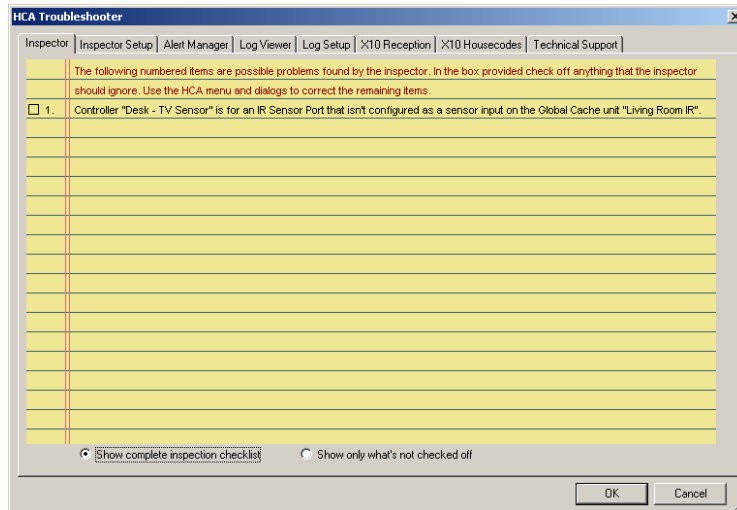 HCA Troubleshooter
Inspector Inspector Setup Alert Manager Log Viewer Log Setup X10 Reception X10 Housecodes Technical Support
The following numbered items are possible problems found by the inspector. In the box provided check off anything that the inspector
should ignore. Use the HCA menu and dialogs to correct the remaining items.
1. Controller "Desk - TV Sensor" is for an IR Sensor Port that isn't configured as a sensor input on the Global Cache unit "Living Room IR".
Show complete inspection checklist Show only what's not checked off
OK Cancel